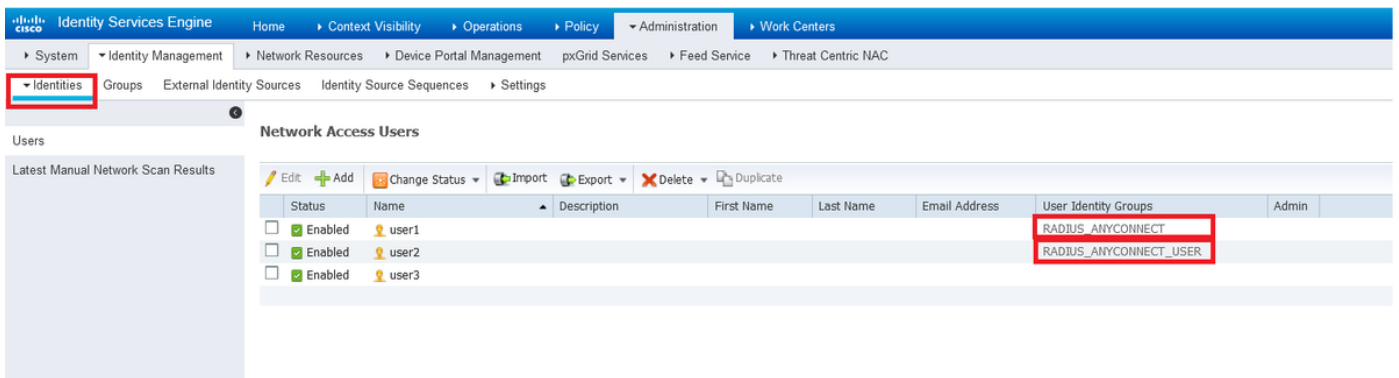 cisco Identity Services Engine Home Context Visibility Operations Policy Administration Work Centers
System Identity Management Network Resources Device Portal Management pxGrid Services Feed Service Threat Centric NAC
Identities Groups External Identity Sources Identity Source Sequences Settings
Users
Latest Manual Network Scan Results
Network Access Users
Edit Add Change Status Import Export Delete Duplicate
Status Name Description First Name Last Name Email Address User Identity Groups Admin
Enabled user1 RADIUS_ANYCONNECT
Enabled user2 RADIUS_ANYCONNECT_USER
Enabled user3